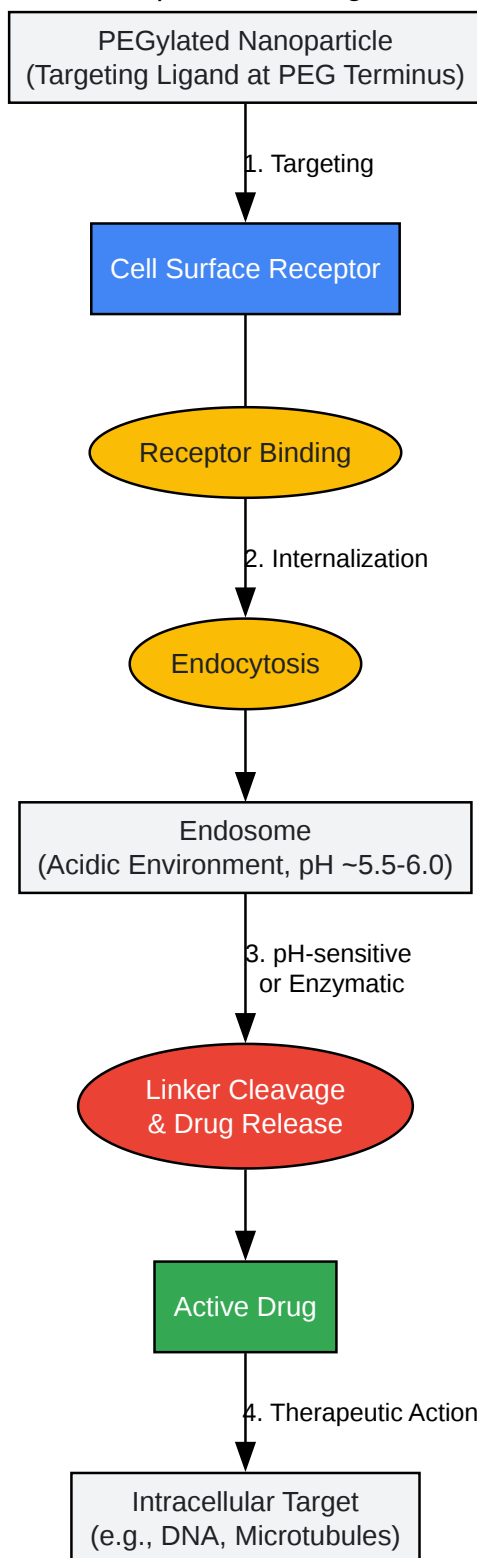 PEGylated Nanoparticle
(Targeting Ligand at PEG Terminus)
1. Targeting
Cell Surface Receptor
Receptor Binding
2. Internalization
Endocytosis
Endosome
(Acidic Environment, pH ~5.5-6.0)
3. pH-sensitive
or Enzymatic
Linker Cleavage
& Drug Release
Active Drug
4. Therapeutic Action
Intracellular Target
(e.g., DNA, Microtubules)